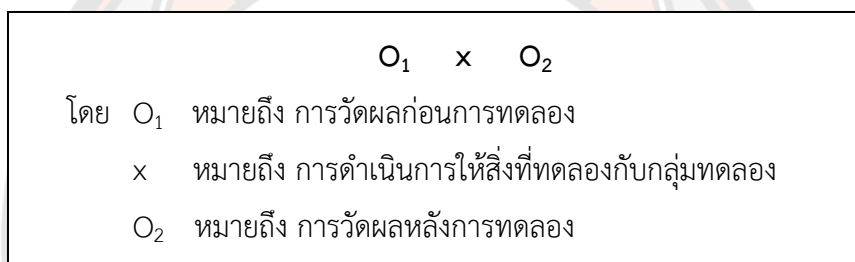 O₁ x O₂
โดย O₁ หมายถึง การวัดผลก่อนการทดลอง
x หมายถึง การดำเนินการให้สิ่งที่ทดลองกับกลุ่มทดลอง
O₂ หมายถึง การวัดผลหลังการทดลอง